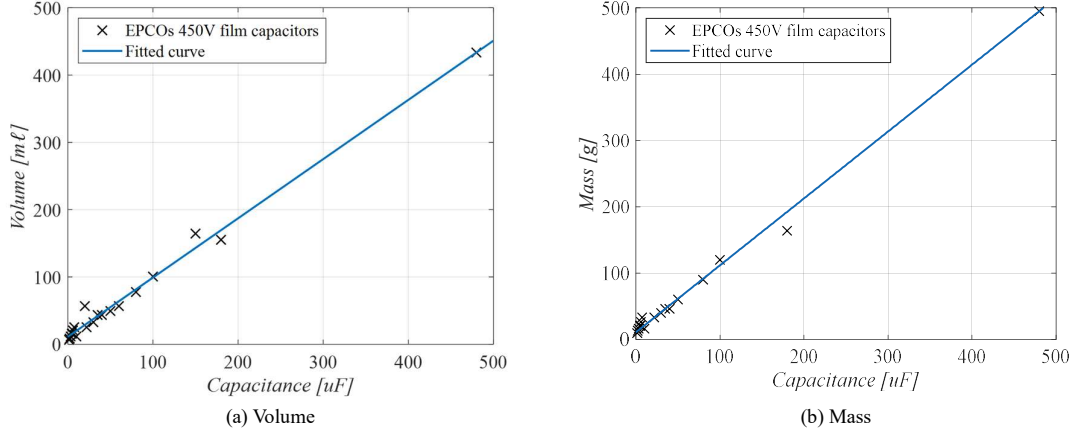 EPCOs 450V film capacitors
Fitted curve
Volume [mℓ]
500
400
300
200
100
0
0 100 200 300 400 500
Capacitance [uF]
(a) Volume
EPCOs 450V film capacitors
Fitted curve
Mass [g]
500
400
300
200
100
0
0 100 200 300 400 500
Capacitance [uF]
(b) Mass